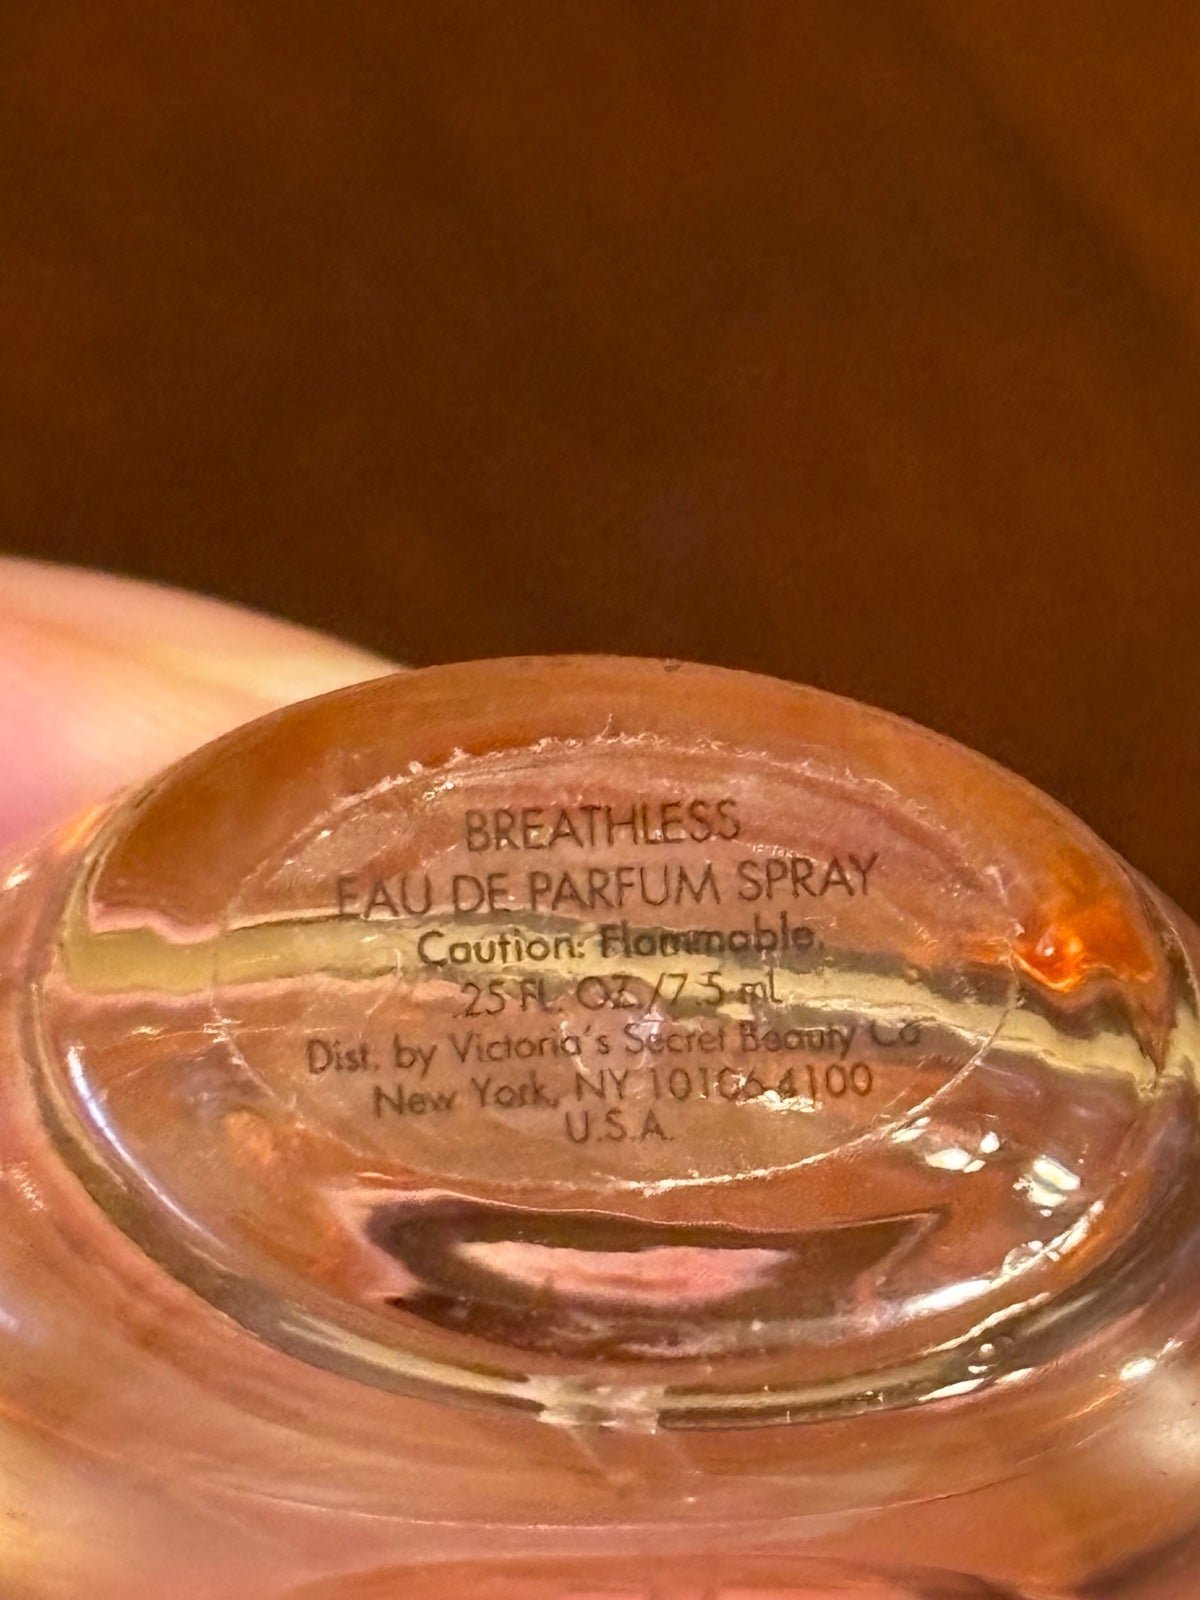 BREATHLESS
EAU DE PARFUM SPRAY
Caution: Flammable.
.25 FL. OZ./7.5 ml
Dist. by Victoria's Secret Beauty Co
New York, NY 10106-4100
U.S.A.